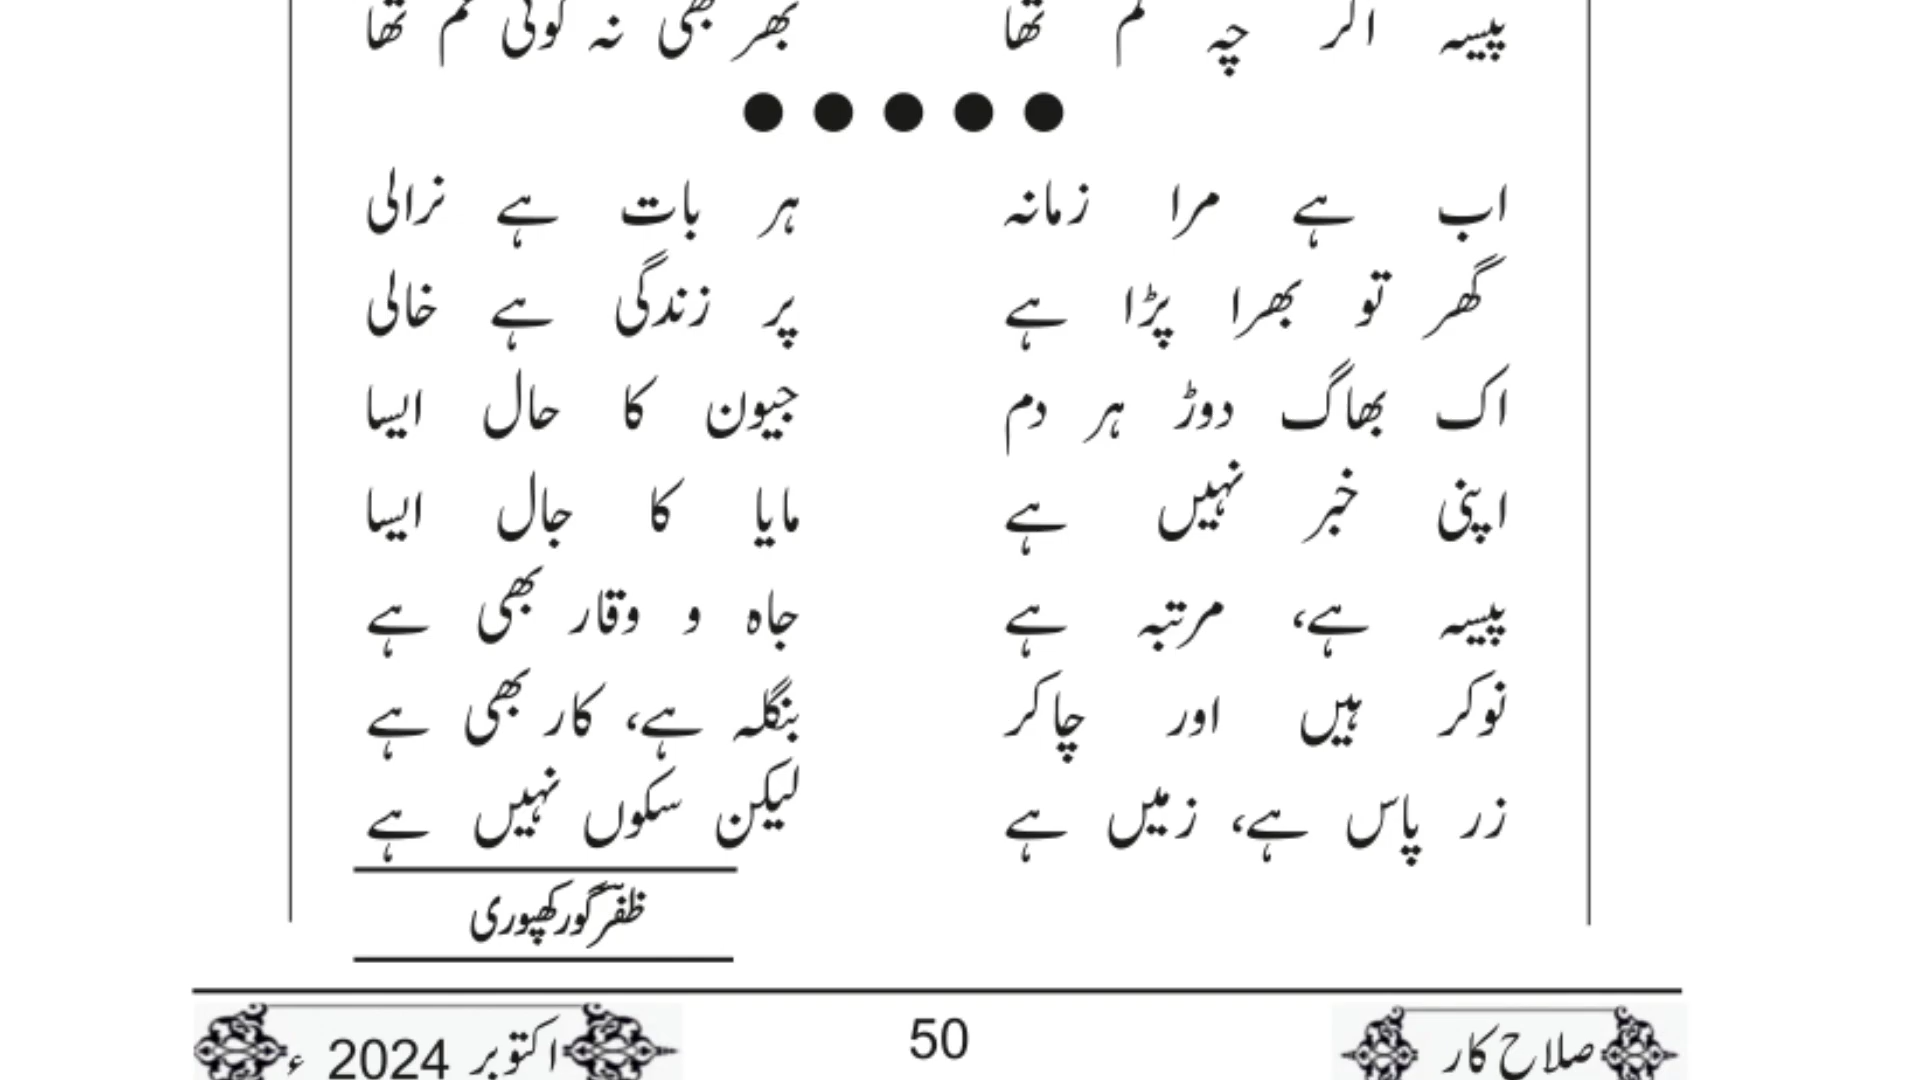 پیسہ اگر چہ کم تھا پھر بھی نہ کوئی غم تھا
اب ہے مرا زمانہ ہر بات ہے نرالی
گھر تو بھرا پڑا ہے پر زندگی ہے خالی
اک بھاگ دوڑ ہر دم جیون کا حال ایسا
اپنی خبر نہیں ہے مایا کا جال ایسا
پیسہ ہے، مرتبہ ہے جاہ و وقار بھی ہے
نوکر ہیں اور چاکر بنگلہ ہے، کار بھی ہے
زر پاس ہے، زمیں ہے لیکن سکوں نہیں ہے
ظفرؔ گورکھپوری
صلاح کار 50 اکتوبر 2024ء